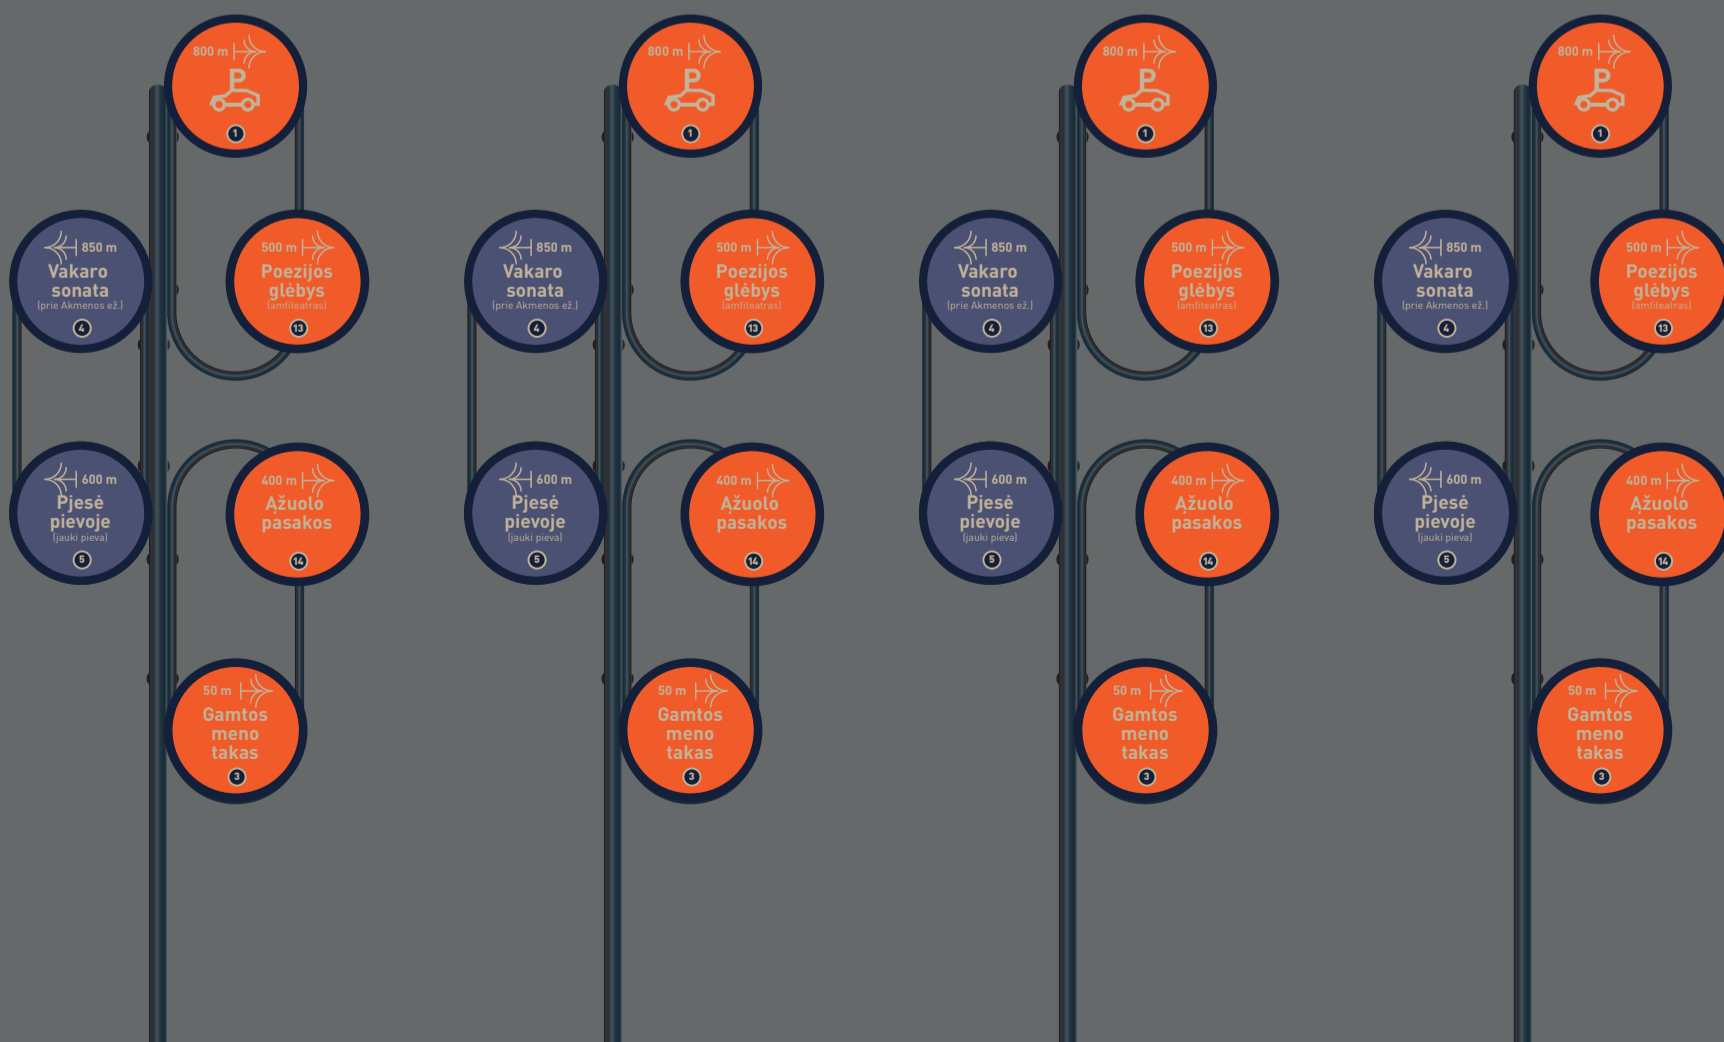 800 m
P
1
850 m
Vakaro
sonata
(prie Akmenos ež.)
4
500 m
Poezijos
glėbys
(amfiteatras)
13
600 m
Pjesė
pievoje
(jauki pieva)
5
400 m
Ąžuolo
pasakos
14
50 m
Gamtos
meno
takas
3
800 m
P
1
850 m
Vakaro
sonata
(prie Akmenos ež.)
4
500 m
Poezijos
glėbys
(amfiteatras)
13
600 m
Pjesė
pievoje
(jauki pieva)
5
400 m
Ąžuolo
pasakos
14
50 m
Gamtos
meno
takas
3
800 m
P
1
850 m
Vakaro
sonata
(prie Akmenos ež.)
4
500 m
Poezijos
glėbys
(amfiteatras)
13
600 m
Pjesė
pievoje
(jauki pieva)
5
400 m
Ąžuolo
pasakos
14
50 m
Gamtos
meno
takas
3
800 m
P
1
850 m
Vakaro
sonata
(prie Akmenos ež.)
4
500 m
Poezijos
glėbys
(amfiteatras)
13
600 m
Pjesė
pievoje
(jauki pieva)
5
400 m
Ąžuolo
pasakos
14
50 m
Gamtos
meno
takas
3